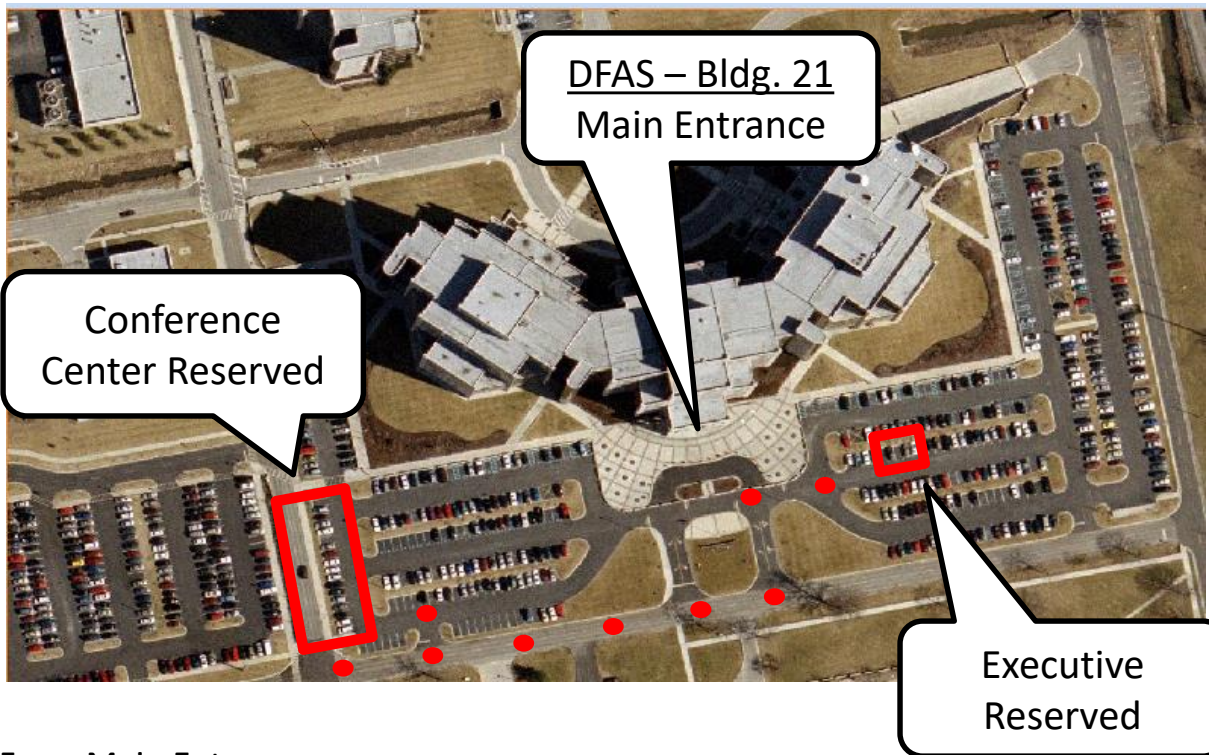 DFAS – Bldg. 21
Main Entrance
Conference
Center Reserved
Executive
Reserved